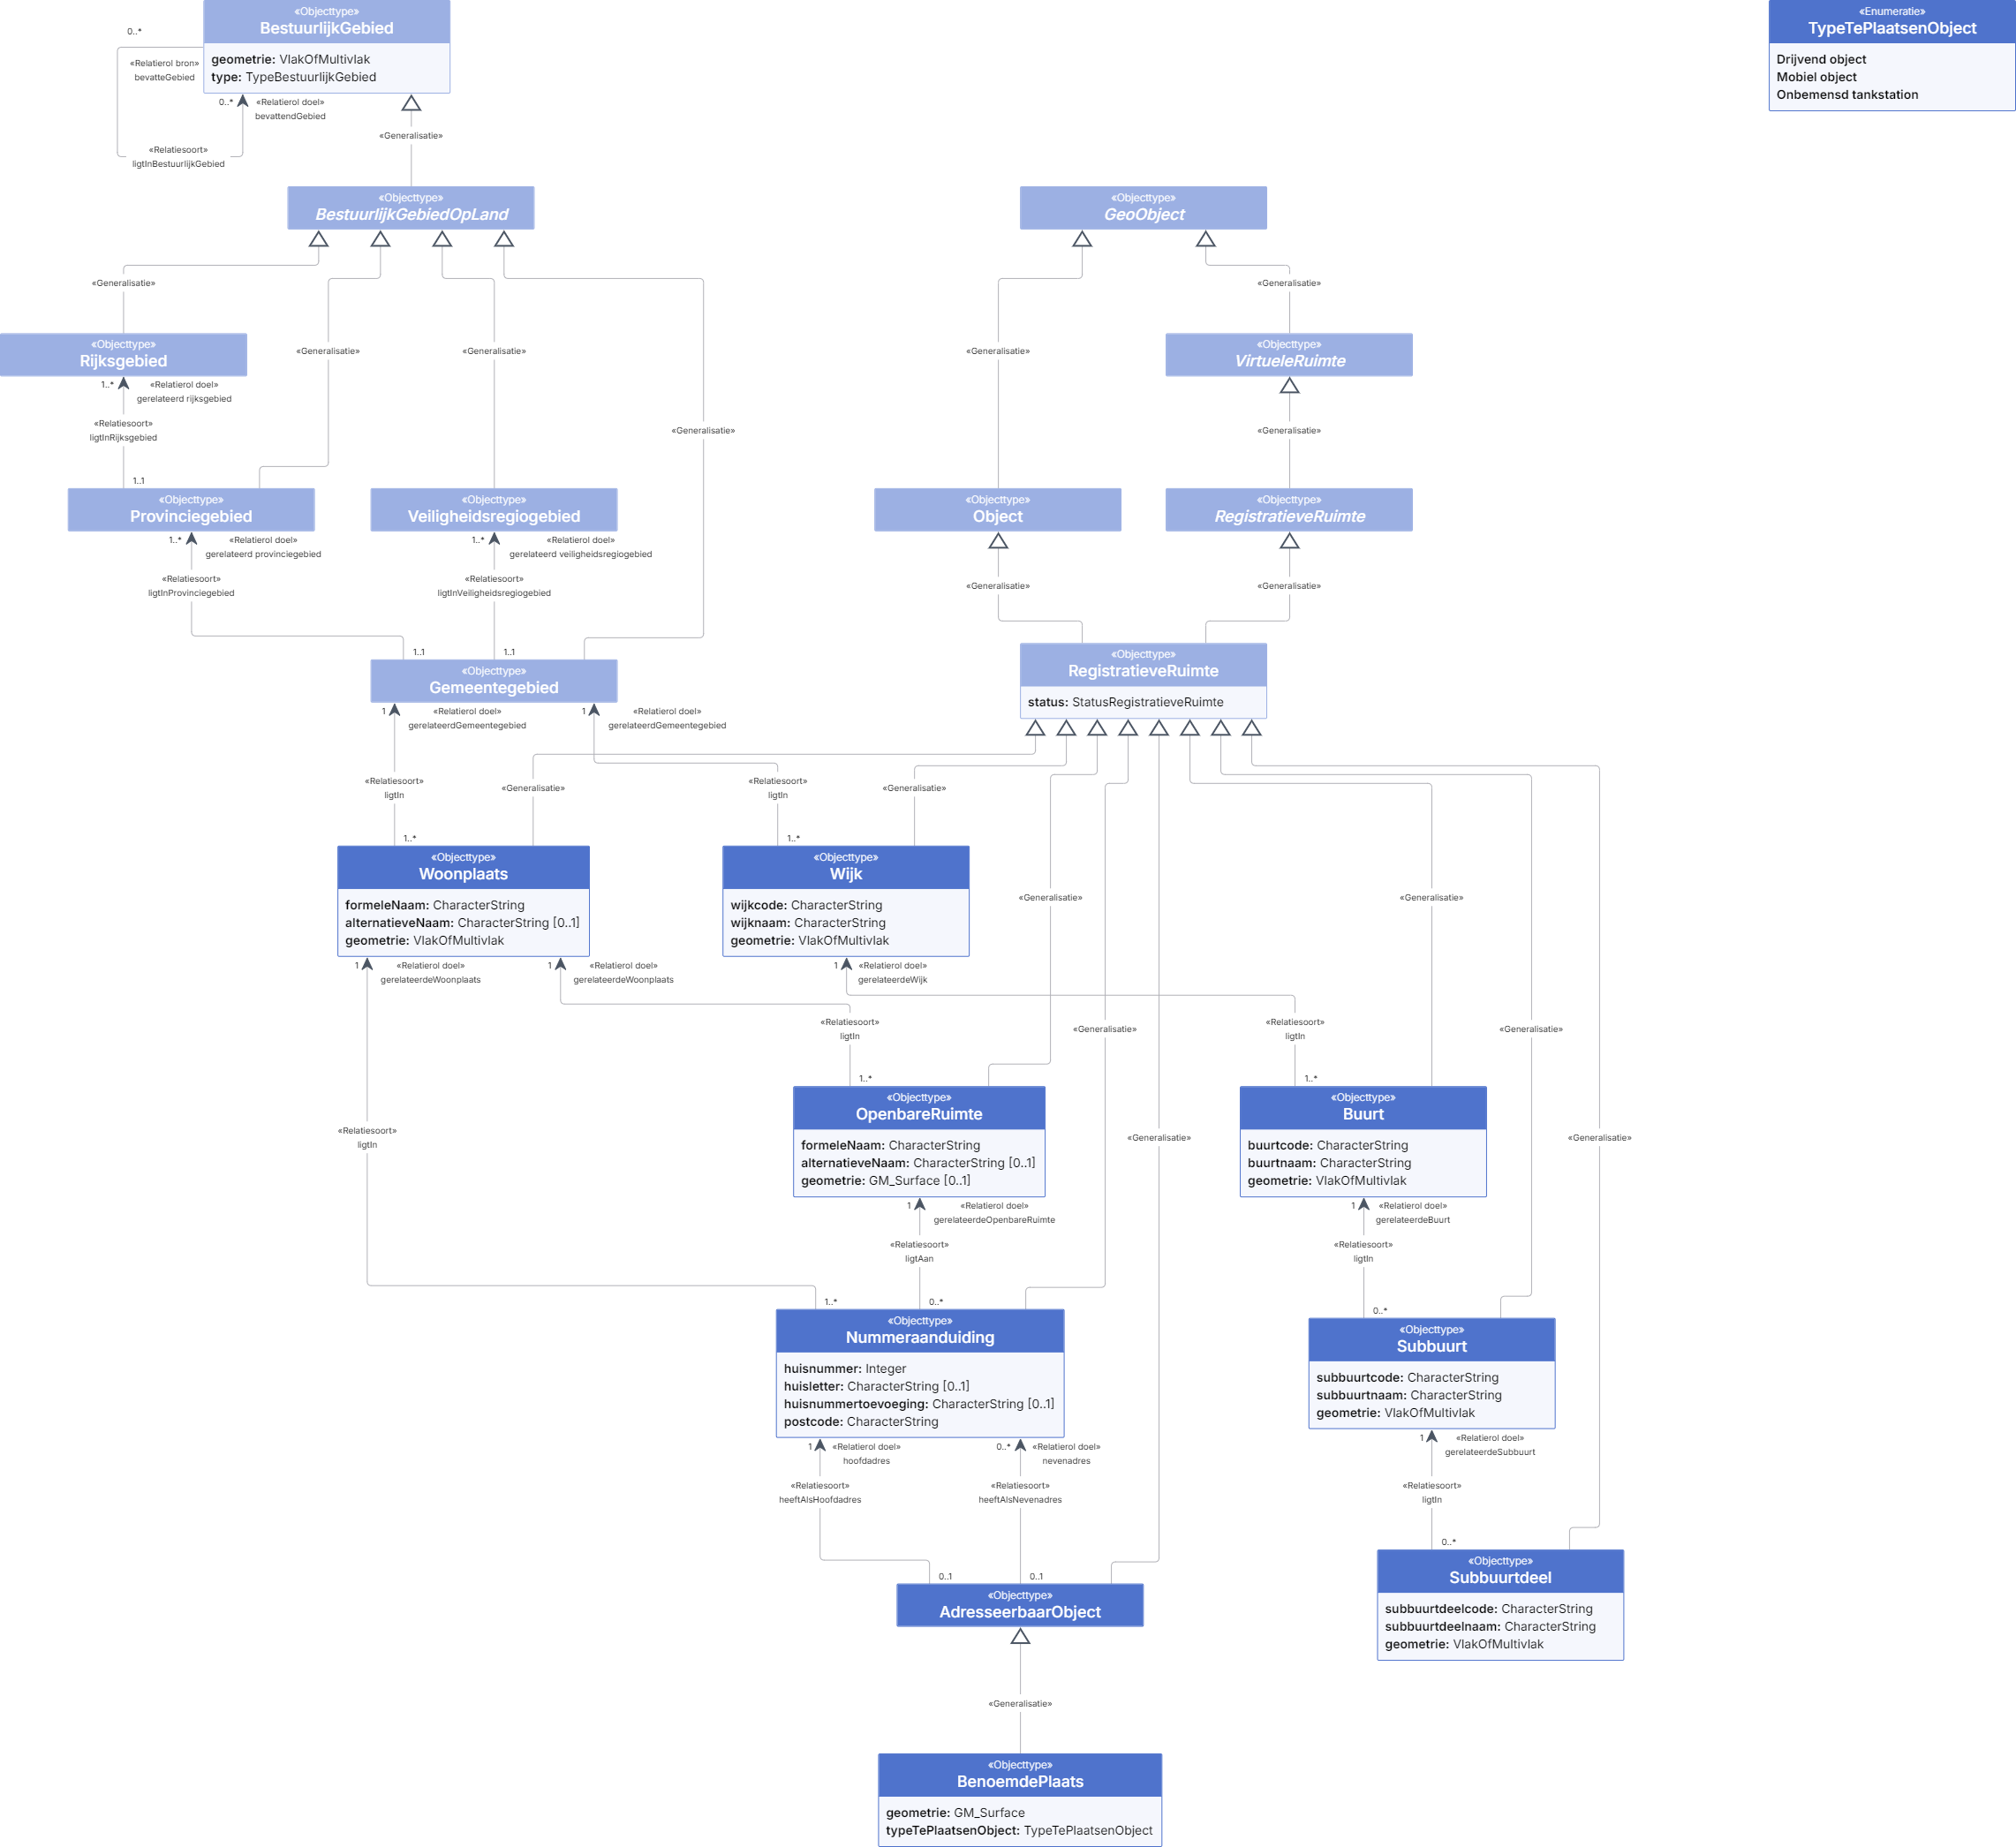 «Objecttype»
BestuurlijkGebied
geometrie: VlakOfMultivlak
type: TypeBestuurlijkGebied
«Enumeratie»
TypeTePlaatsenObject
Drijvend object
Mobiel object
Onbemensd tankstation
0..*
«Relatierol bron»
bevatteGebied
0..*
«Relatierol doel»
bevattendGebied
«Relatiesoort»
ligtInBestuurlijkGebied
«Generalisatie»
«Objecttype»
BestuurlijkGebiedOpLand
«Objecttype»
GeoObject
«Generalisatie»
«Generalisatie»
«Generalisatie»
«Generalisatie»
«Generalisatie»
«Generalisatie»
«Objecttype»
Rijksgebied
«Objecttype»
VirtueleRuimte
1..*
«Relatierol doel»
gerelateerd rijksgebied
«Relatiesoort»
ligtInRijksgebied
1..1
«Generalisatie»
«Objecttype»
Provinciegebied
«Objecttype»
Veiligheidsregiogebied
«Objecttype»
Object
«Objecttype»
RegistratieveRuimte
1..*
«Relatierol doel»
gerelateerd provinciegebied
1..*
«Relatierol doel»
gerelateerd veiligheidsregiogebied
«Relatiesoort»
ligtInProvinciegebied
«Relatiesoort»
ligtInVeiligheidsregiogebied
«Generalisatie»
«Generalisatie»
1..1
1..1
«Objecttype»
Gemeentegebied
«Objecttype»
RegistratieveRuimte
status: StatusRegistratieveRuimte
1
«Relatierol doel»
gerelateerdGemeentegebied
1
«Relatierol doel»
gerelateerdGemeentegebied
«Relatiesoort»
ligtIn
«Generalisatie»
«Relatiesoort»
ligtIn
«Generalisatie»
1..*
1..*
«Objecttype»
Woonplaats
formeleNaam: CharacterString
alternatieveNaam: CharacterString [0..1]
geometrie: VlakOfMultivlak
«Objecttype»
Wijk
wijkcode: CharacterString
wijknaam: CharacterString
geometrie: VlakOfMultivlak
«Generalisatie»
«Generalisatie»
1
«Relatierol doel»
gerelateerdeWoonplaats
1
«Relatierol doel»
gerelateerdeWoonplaats
1
«Relatierol doel»
gerelateerdeWijk
«Relatiesoort»
ligtIn
«Generalisatie»
«Relatiesoort»
ligtIn
«Generalisatie»
1..*
1..*
«Objecttype»
OpenbareRuimte
formeleNaam: CharacterString
alternatieveNaam: CharacterString [0..1]
geometrie: GM_Surface [0..1]
«Objecttype»
Buurt
buurtcode: CharacterString
buurtnaam: CharacterString
geometrie: VlakOfMultivlak
«Relatiesoort»
ligtIn
«Generalisatie»
«Generalisatie»
1
«Relatierol doel»
gerelateerdeOpenbareRuimte
1
«Relatierol doel»
gerelateerdeBuurt
«Relatiesoort»
ligtAan
«Relatiesoort»
ligtIn
1..*
0..*
0..*
«Objecttype»
Nummeraanduiding
huisnummer: Integer
huisletter: CharacterString [0..1]
huisnummertoevoeging: CharacterString [0..1]
postcode: CharacterString
«Objecttype»
Subbuurt
subbuurtcode: CharacterString
subbuurtnaam: CharacterString
geometrie: VlakOfMultivlak
1
«Relatierol doel»
hoofdadres
0..*
«Relatierol doel»
nevenadres
1
«Relatierol doel»
gerelateerdeSubbuurt
«Relatiesoort»
heeftAlsHoofdadres
«Relatiesoort»
heeftAlsNevenadres
«Relatiesoort»
ligtIn
0..*
0..1
0..1
«Objecttype»
AdresseerbaarObject
«Objecttype»
Subbuurtdeel
subbuurtdeelcode: CharacterString
subbuurtdeelnaam: CharacterString
geometrie: VlakOfMultivlak
«Generalisatie»
«Objecttype»
BenoemdePlaats
geometrie: GM_Surface
typeTePlaatsenObject: TypeTePlaatsenObject